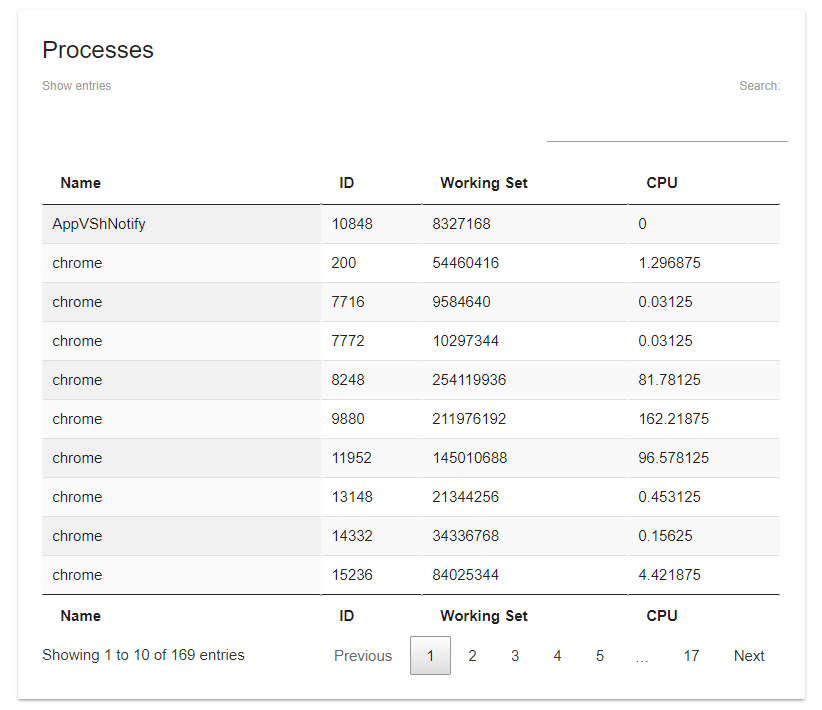 Processes
Show entries Search:
Name ID Working Set CPU
AppVShNotify 10848 8327168 0
chrome 200 54460416 1.296875
chrome 7716 9584640 0.03125
chrome 7772 10297344 0.03125
chrome 8248 254119936 81.78125
chrome 9880 211976192 162.21875
chrome 11952 145010688 96.578125
chrome 13148 21344256 0.453125
chrome 14332 34336768 0.15625
chrome 15236 84025344 4.421875
Name ID Working Set CPU
Showing 1 to 10 of 169 entries Previous 1 2 3 4 5 … 17 Next